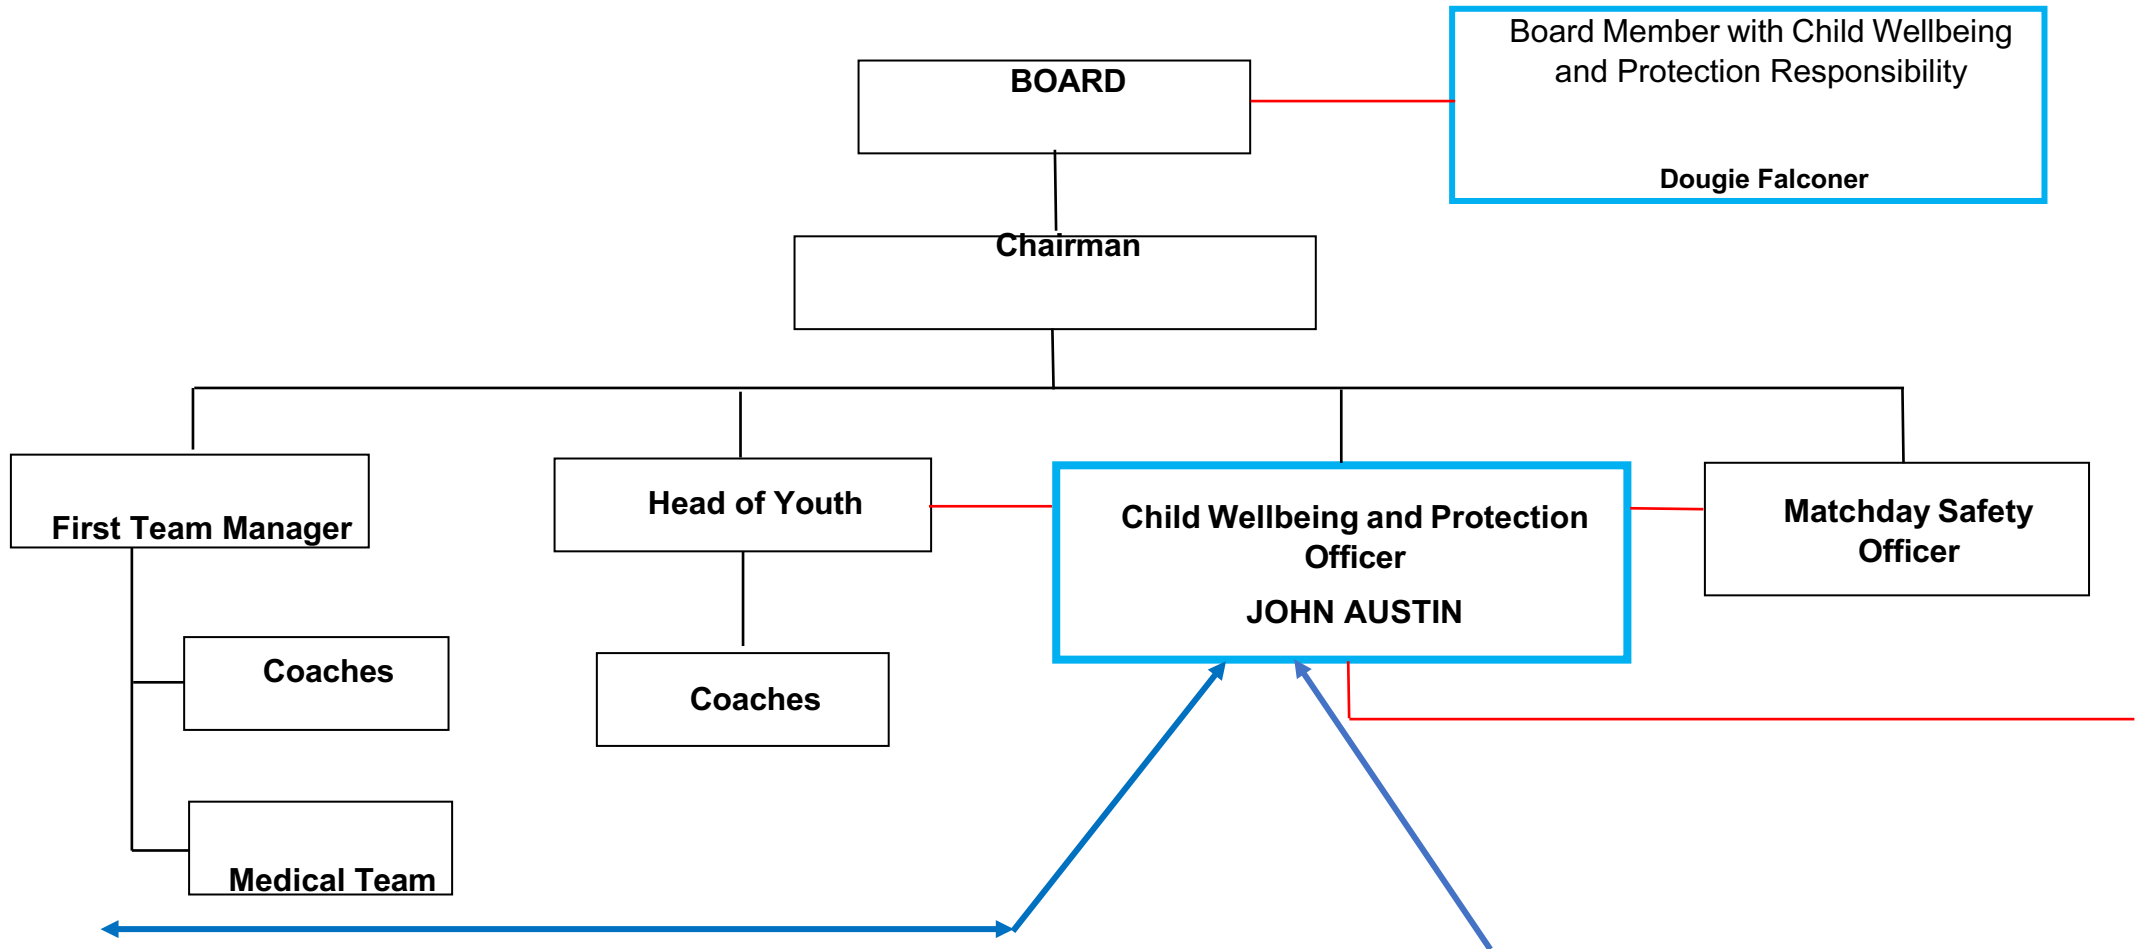 Board Member with Child Wellbeing
and Protection Responsibility
Dougie Falconer
BOARD
Chairman
First Team Manager
Head of Youth
Child Wellbeing and Protection
Officer
JOHN AUSTIN
Matchday Safety
Officer
Coaches
Coaches
Medical Team